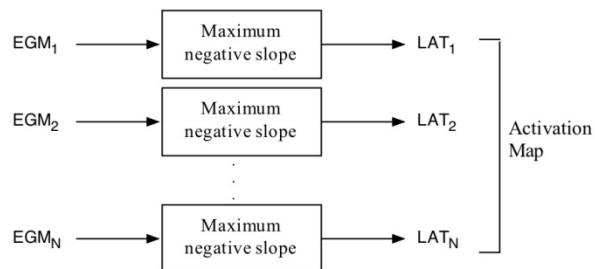 EGM1
Maximum
negative slope
LAT1
EGM2
Maximum
negative slope
LAT2
Activation
Map
EGMN
Maximum
negative slope
LATN